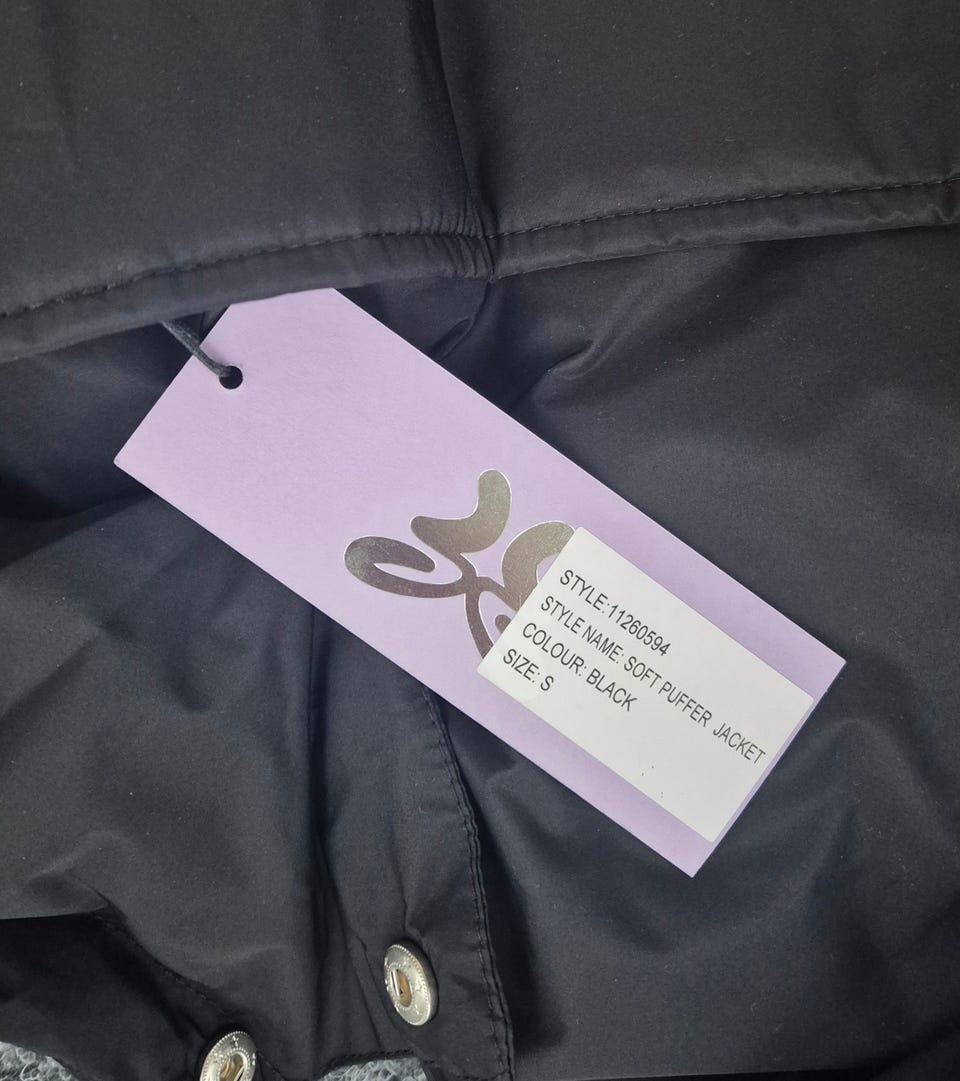 STYLE:11260594
STYLE NAME: SOFT PUFFER JACKET
COLOUR: BLACK
SIZE: S